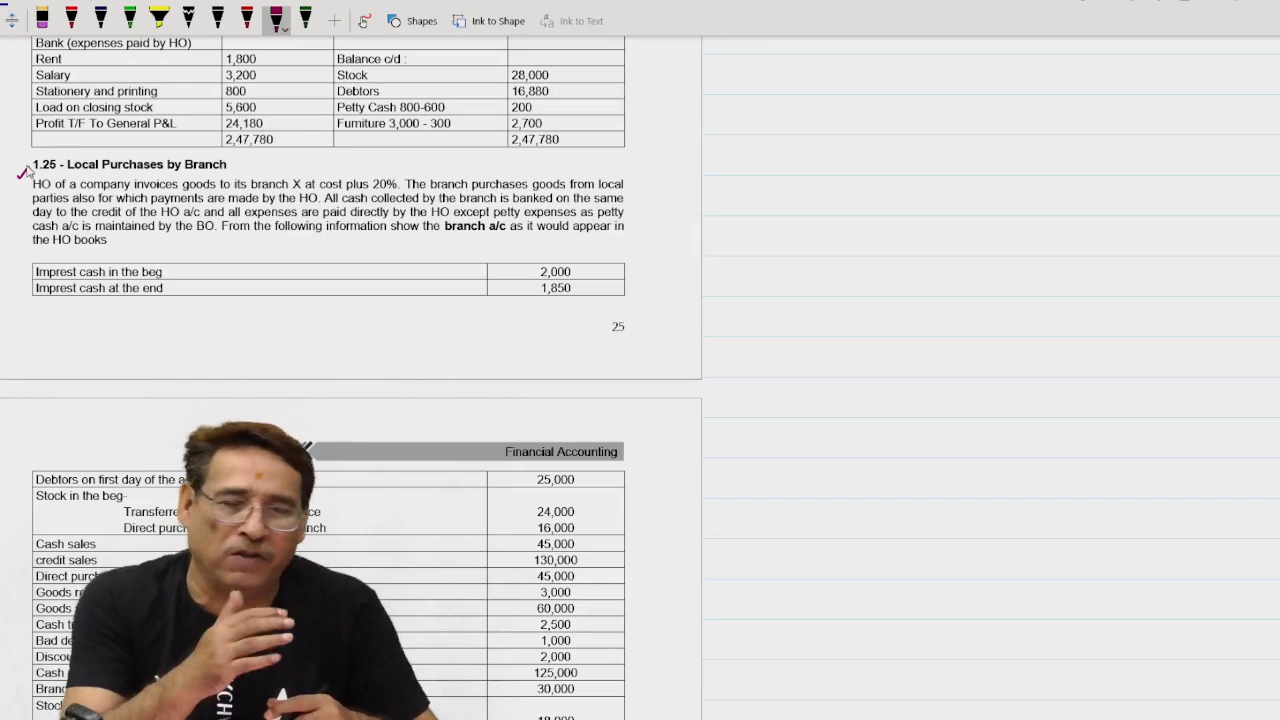 Shapes
Ink to Shape
Ink to Text
Bank (expenses paid by HO)
Rent 1,800 Balance c/d :
Salary 3,200 Stock 28,000
Stationery and printing 800 Debtors 16,880
Load on closing stock 5,600 Petty Cash 800-600 200
Profit T/F To General P&L 24,180 Furniture 3,000 - 300 2,700
2,47,780 2,47,780
1.25 - Local Purchases by Branch
HO of a company invoices goods to its branch X at cost plus 20%. The branch purchases goods from local
parties also for which payments are made by the HO. All cash collected by the branch is banked on the same
day to the credit of the HO a/c and all expenses are paid directly by the HO except petty expenses as petty
cash a/c is maintained by the BO. From the following information show the branch a/c as it would appear in
the HO books
Imprest cash in the beg 2,000
Imprest cash at the end 1,850
25
Financial Accounting
Debtors on first day of the 25,000
Stock in the beg-
24,000
Direct 16,000
Cash sales 45,000
credit sales 130,000
Direct 45,000
Goods 3,000
Goods 60,000
Cash 2,500
Bad 1,000
2,000
Cash 125,000
30,000